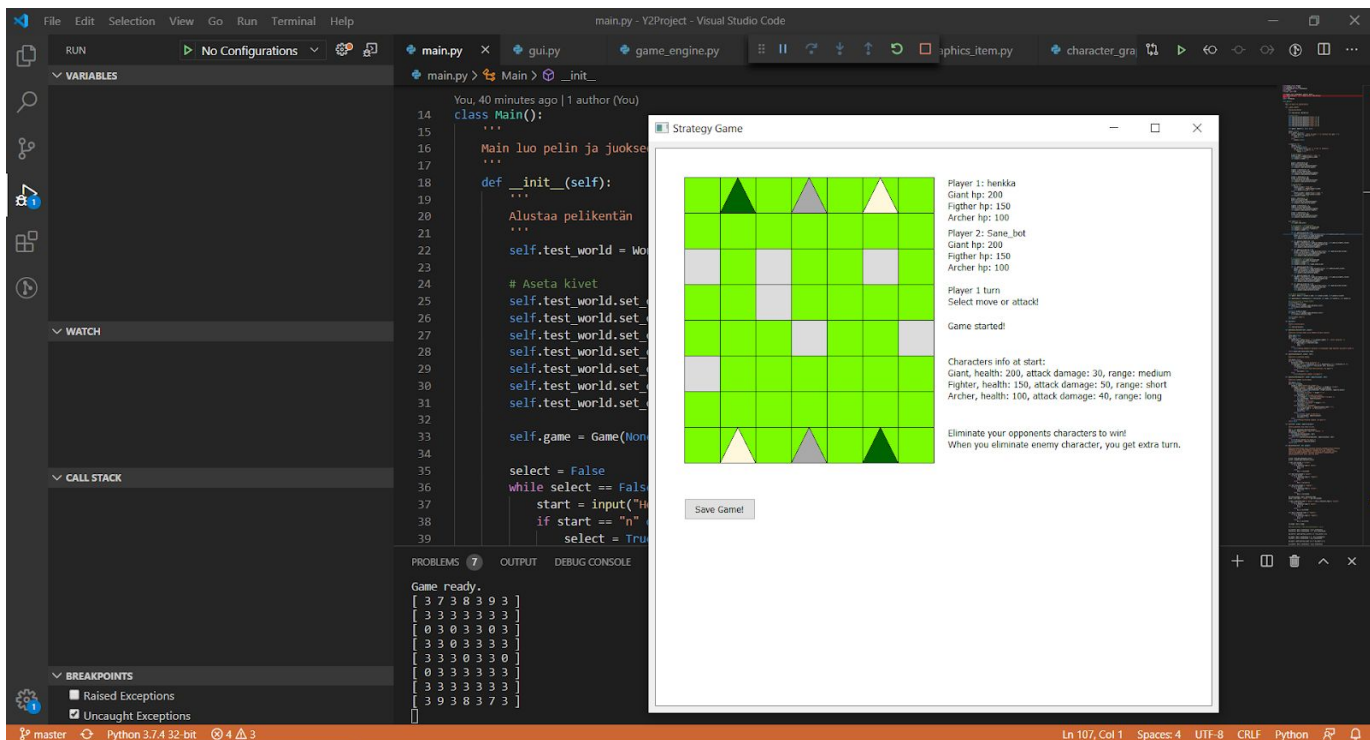 File Edit Selection View Go Run Terminal Help
main.py - Y2Project - Visual Studio Code
RUN
No Configurations
main.py
gui.py
game_engine.py
aphics_item.py
character_gra
VARIABLES
main.py > Main > __init__
You, 40 minutes ago | 1 author (You)
14 class Main():
15 '''
16 Main luo pelin ja juokse
17 '''
18 def __init__(self):
19 '''
20 Alustaa pelikentän
21 '''
22 self.test_world = Wo
23
24 # Aseta kivet
25 self.test_world.set_
26 self.test_world.set_
27 self.test_world.set_
28 self.test_world.set_
29 self.test_world.set_
30 self.test_world.set_
31 self.test_world.set_
32
33 self.game = Game(None
34
35 select = False
36 while select == Fals
37 start = input("H
38 if start == "n"
39 select = Tru
Strategy Game
Player 1: henkka
Giant hp: 200
Figther hp: 150
Archer hp: 100
Player 2: Sane_bot
Giant hp: 200
Figther hp: 150
Archer hp: 100
Player 1 turn
Select move or attack!
Game started!
Characters info at start:
Giant, health: 200, attack damage: 30, range: medium
Fighter, health: 150, attack damage: 50, range: short
Archer, health: 100, attack damage: 40, range: long
Eliminate your opponents characters to win!
When you eliminate enemy character, you get extra turn.
Save Game!
WATCH
CALL STACK
BREAKPOINTS
Raised Exceptions
Uncaught Exceptions
PROBLEMS 7 OUTPUT DEBUG CONSOLE
Game ready.
[ 3 7 3 8 3 9 3 ]
[ 3 3 3 3 3 3 3 ]
[ 0 3 0 3 3 0 3 ]
[ 3 3 0 3 3 3 3 ]
[ 3 3 3 0 3 3 0 ]
[ 0 3 3 3 3 3 3 ]
[ 3 3 3 3 3 3 3 ]
[ 3 9 3 8 3 7 3 ]
1
1
master Python 3.7.4 32-bit 4 3
Ln 107, Col 1 Spaces: 4 UTF-8 CRLF Python